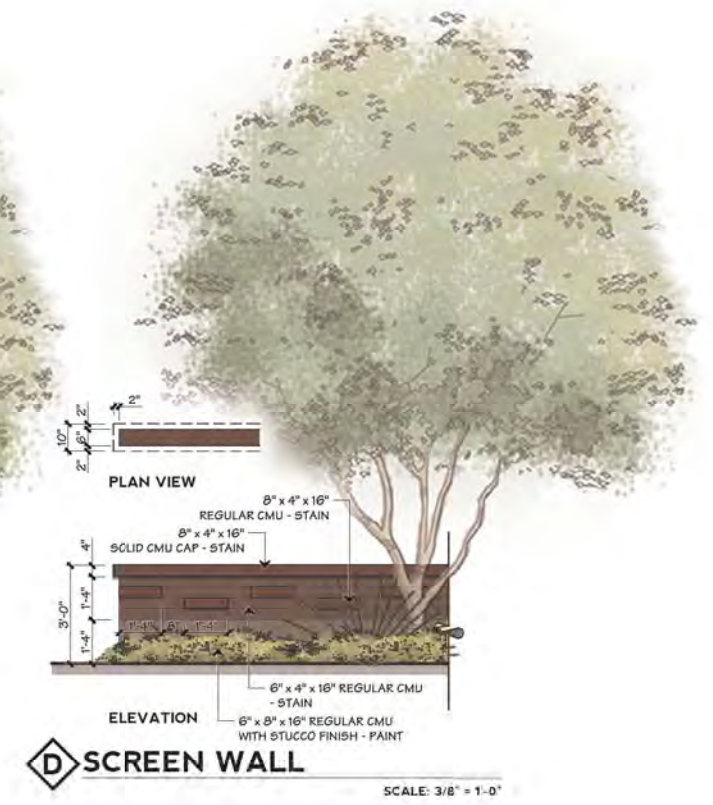 2"
2"
10"
6"
2"
PLAN VIEW
8" x 4" x 16"
REGULAR CMU - STAIN
8" x 4" x 16"
SOLID CMU CAP - STAIN
4"
3'-0"
1'-4"
1'-4"
1'-4"
6"
1'-4"
6" x 4" x 16" REGULAR CMU
- STAIN
ELEVATION
6" x 8" x 16" REGULAR CMU
WITH STUCCO FINISH - PAINT
D SCREEN WALL
SCALE: 3/8" = 1'-0"